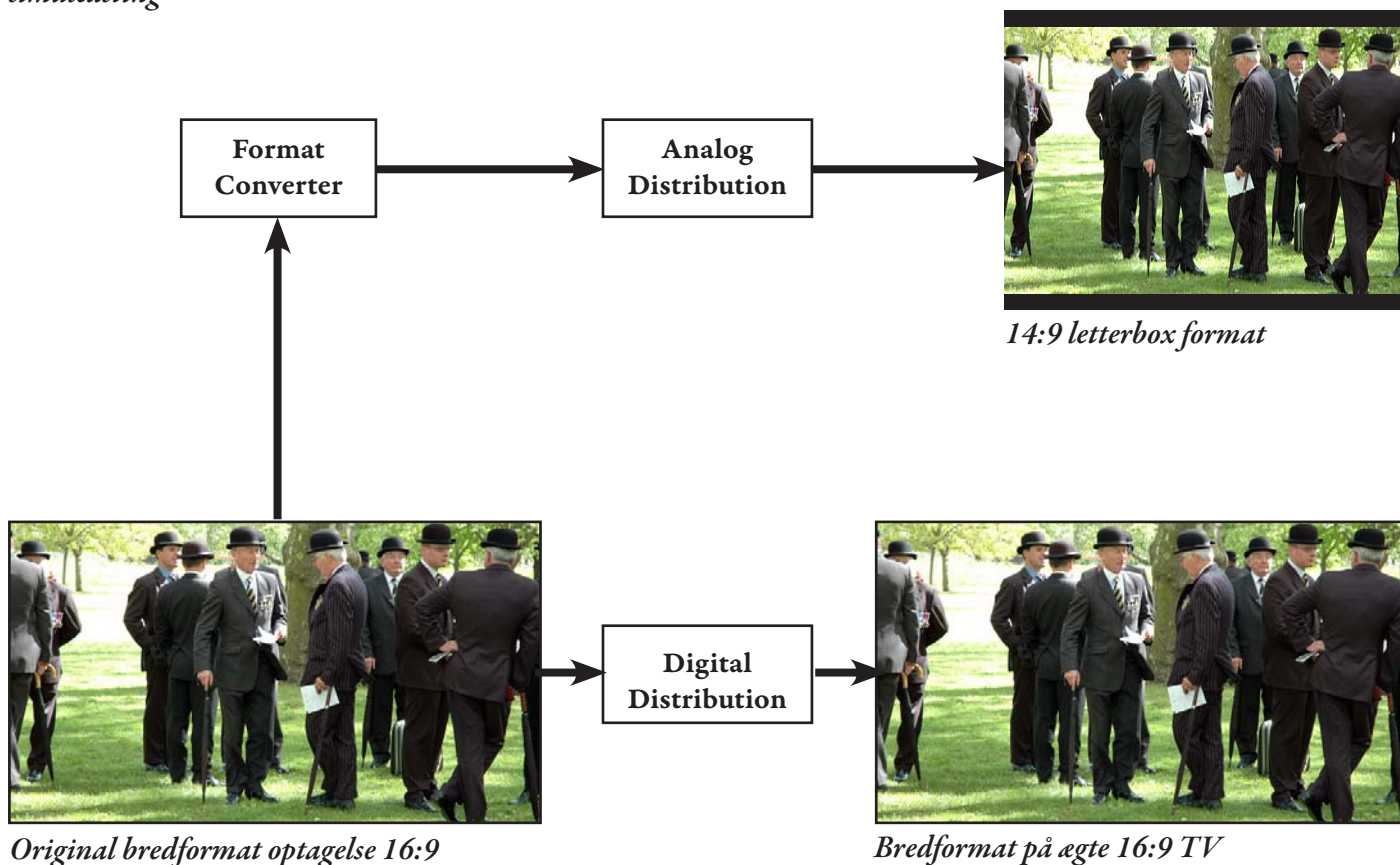 simulcasting
Format
Converter
Analog
Distribution
14:9 letterbox format
Digital
Distribution
Original bredformat optagelse 16:9
Bredformat på ægte 16:9 TV